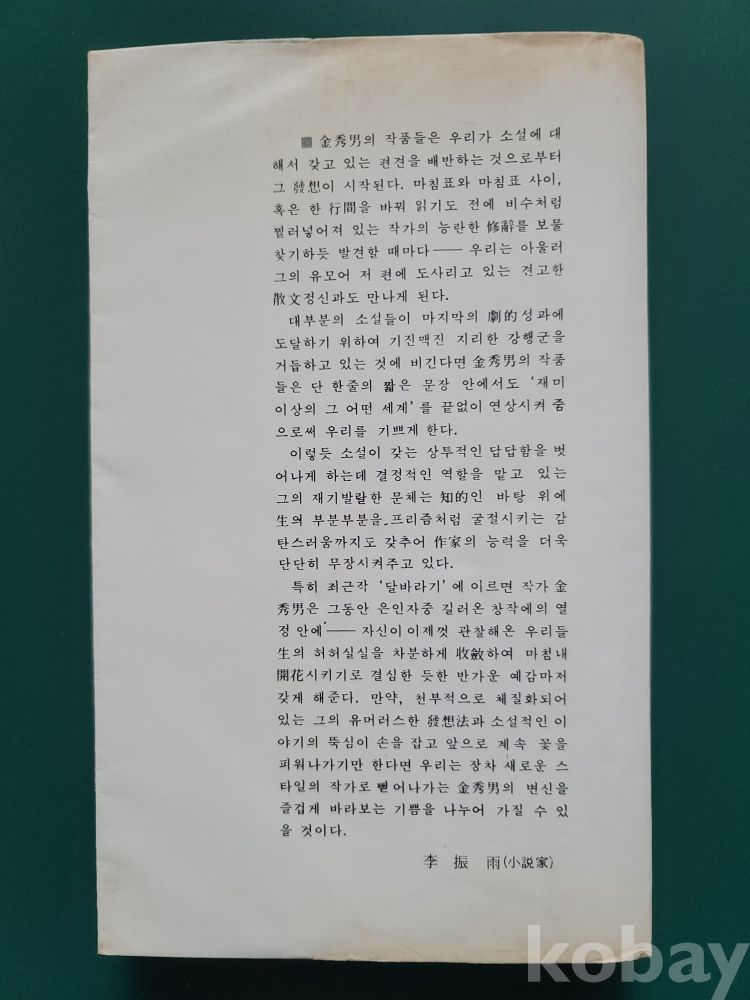 ▩ 金秀男의 작품들은 우리가 소설에 대
해서 갖고 있는 편견을 배반하는 것으로부터
그 發想이 시작된다. 마침표와 마침표 사이,
혹은 한 行間을 바꿔 읽기도 전에 비수처럼
찔러넣어져 있는 작가의 능란한 修辭를 보물
찾기하듯 발견할 때마다── 우리는 아울러
그의 유모어 저 편에 도사리고 있는 견고한
散文정신과도 만나게 된다.
대부분의 소설들이 마지막의 劇的성과에
도달하기 위하여 기진맥진 지리한 강행군을
거듭하고 있는 것에 비긴다면 金秀男의 작품
들은 단 한줄의 짧은 문장 안에서도 ‘재미
이상의 그 어떤 세계’를 끝없이 연상시켜 줌
으로써 우리를 기쁘게 한다.
이렇듯 소설이 갖는 상투적인 답답함을 벗
어나게 하는데 결정적인 역할을 맡고 있는
그의 재기발랄한 문체는 知的인 바탕 위에
生의 부분부분을 프리즘처럼 굴절시키는 감
탄스러움까지도 갖추어 作家의 능력을 더욱
단단히 무장시켜주고 있다.
특히 최근작 ‘달바라기’에 이르면 작가 金
秀男은 그동안 은인자중 길러온 창작에의 열
정 안에── 자신이 이제껏 관찰해온 우리들
生의 허허실실을 차분하게 收斂하여 마침내
開花시키기로 결심한 듯한 반가운 예감마저
갖게 해준다. 만약, 천부적으로 체질화되어
있는 그의 유머러스한 發想法과 소설적인 이
야기의 뚝심이 손을 잡고 앞으로 계속 꽃을
피워나가기만 한다면 우리는 장차 새로운 스
타일의 작가로 뻗어나가는 金秀男의 변신을
즐겁게 바라보는 기쁨을 나누어 가질 수 있
을 것이다.
李 振 雨(小説家)
kobay